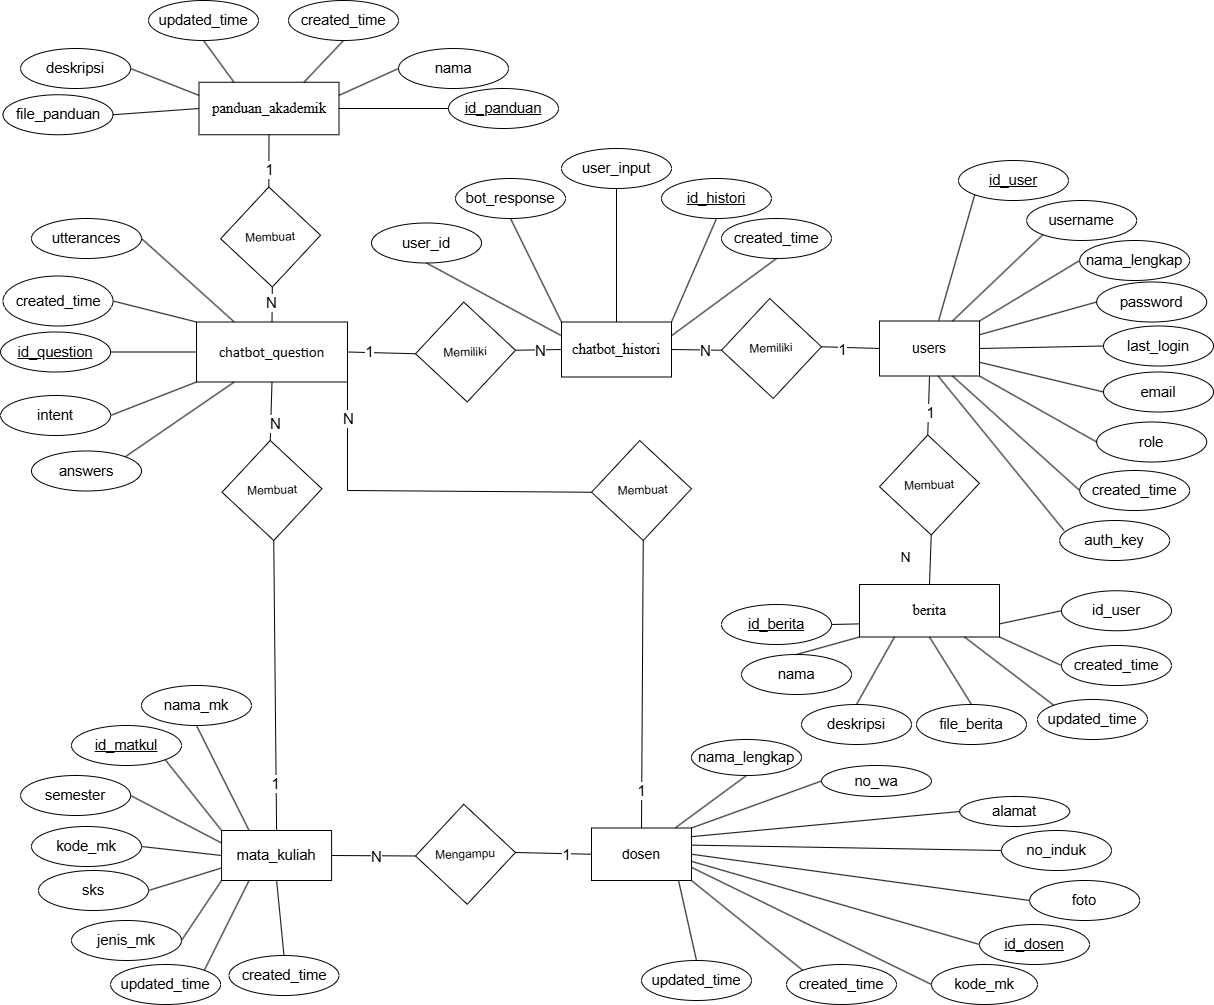 updated_time
created_time
deskripsi
nama
file_panduan
panduan_akademik
id_panduan
1
Membuat
N
user_input
bot_response
id_histori
user_id
created_time
id_user
username
nama_lengkap
password
last_login
email
role
created_time
auth_key
utterances
created_time
id_question
intent
answers
chatbot_question
1
Memiliki
N
chatbot_histori
N
Memiliki
1
users
N
N
1
Membuat
Membuat
Membuat
N
berita
id_berita
nama
deskripsi
file_berita
updated_time
created_time
id_user
1
1
nama_mk
id_matkul
semester
kode_mk
sks
jenis_mk
updated_time
created_time
mata_kuliah
N
Mengampu
1
dosen
nama_lengkap
no_wa
alamat
no_induk
foto
id_dosen
kode_mk
created_time
updated_time